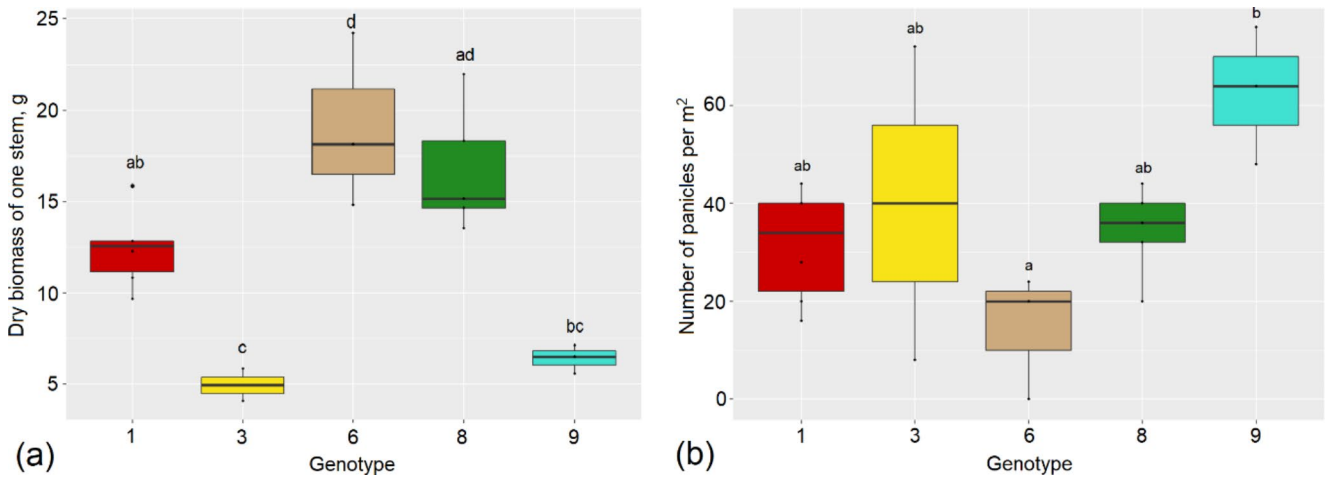 Dry biomass of one stem, g
25
20
15
10
5
ab
c
d
ad
bc
1 3 6 8 9
Genotype
(a)
Number of panicles per m²
60
40
20
0
ab
ab
a
ab
b
1 3 6 8 9
Genotype
(b)